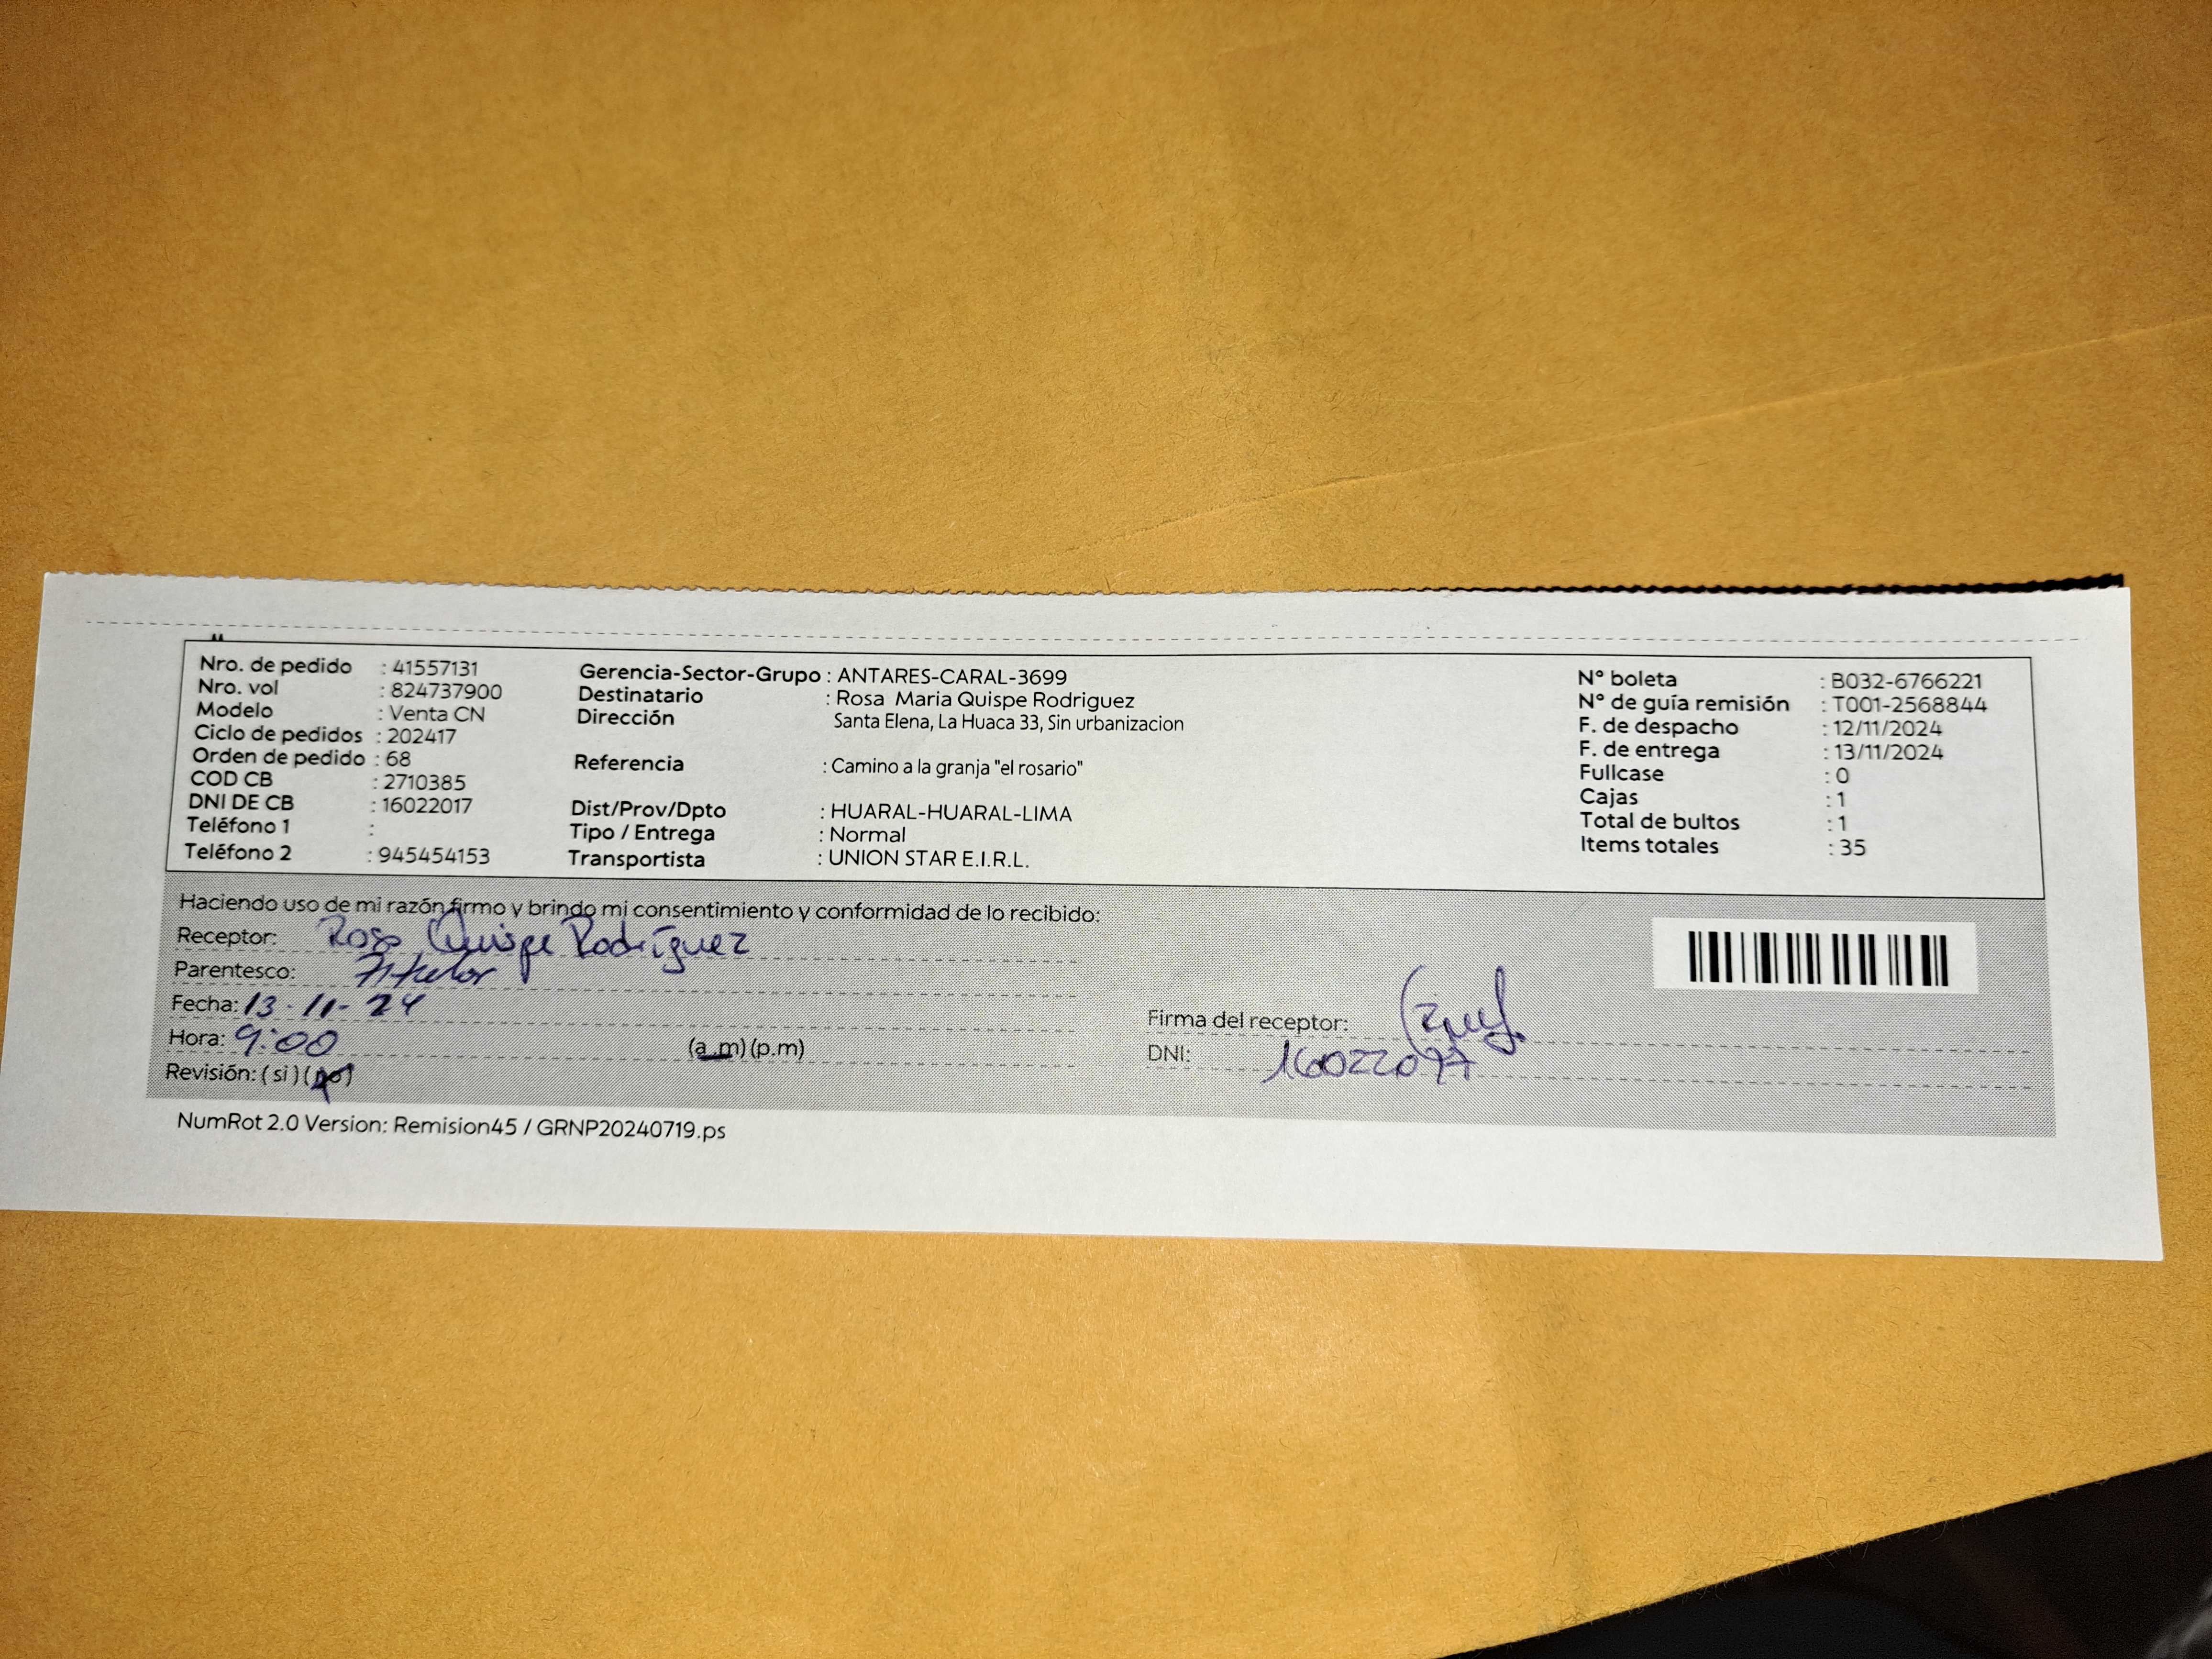 Nro. de pedido : 41557131
Nro. vol : 824737900
Modelo : Venta CN
Ciclo de pedidos : 202417
Orden de pedido : 68
COD CB : 2710385
DNI DE CB : 16022017
Teléfono 1 :
Teléfono 2 : 945454153
Gerencia-Sector-Grupo : ANTARES-CARAL-3699
Destinatario : Rosa Maria Quispe Rodriguez
Dirección Santa Elena, La Huaca 33, Sin urbanizacion
Referencia : Camino a la granja "el rosario"
Dist/Prov/Dpto : HUARAL-HUARAL-LIMA
Tipo / Entrega : Normal
Transportista : UNION STAR E.I.R.L.
N° boleta : B032-6766221
N° de guía remisión : T001-2568844
F. de despacho : 12/11/2024
F. de entrega : 13/11/2024
Fullcase : 0
Cajas : 1
Total de bultos : 1
Items totales : 35
Haciendo uso de mi razón firmo y brindo mi consentimiento y conformidad de lo recibido:
Receptor: Rosa Quispe Rodríguez
Parentesco: Titular
Fecha: 13-11-24
Hora: 9:00 (a.m) (p.m)
Revisión: ( si ) (no)
Firma del receptor:
DNI: 16022017
NumRot 2.0 Version: Remision45 / GRNP20240719.ps